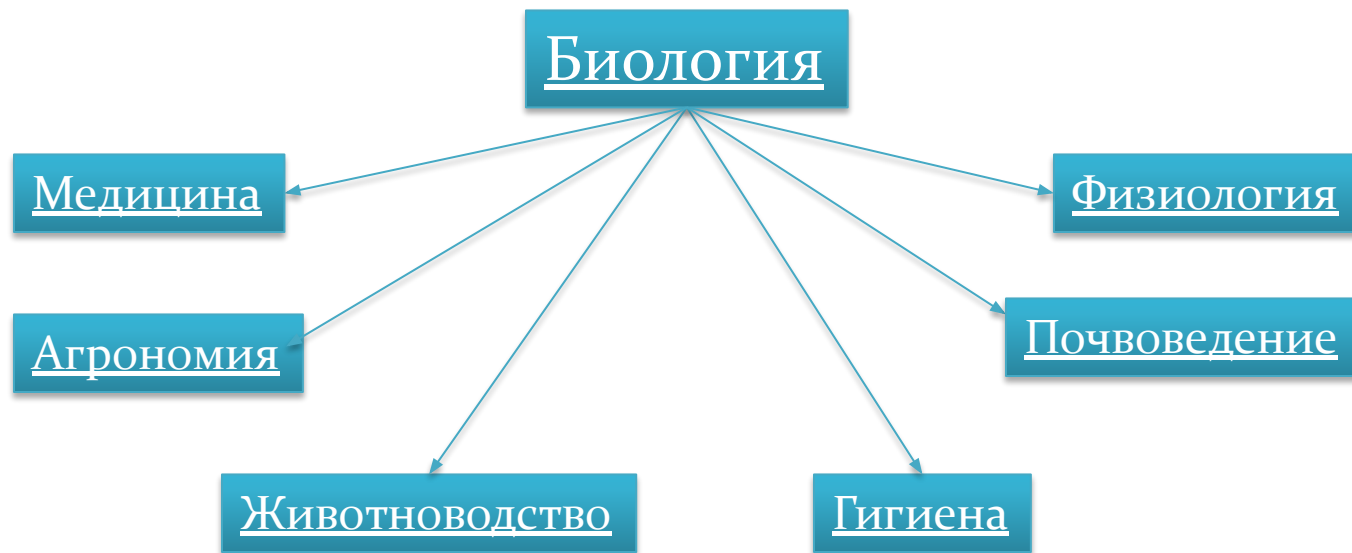 Биология
Медицина
Физиология
Агрономия
Почвоведение
Животноводство
Гигиена